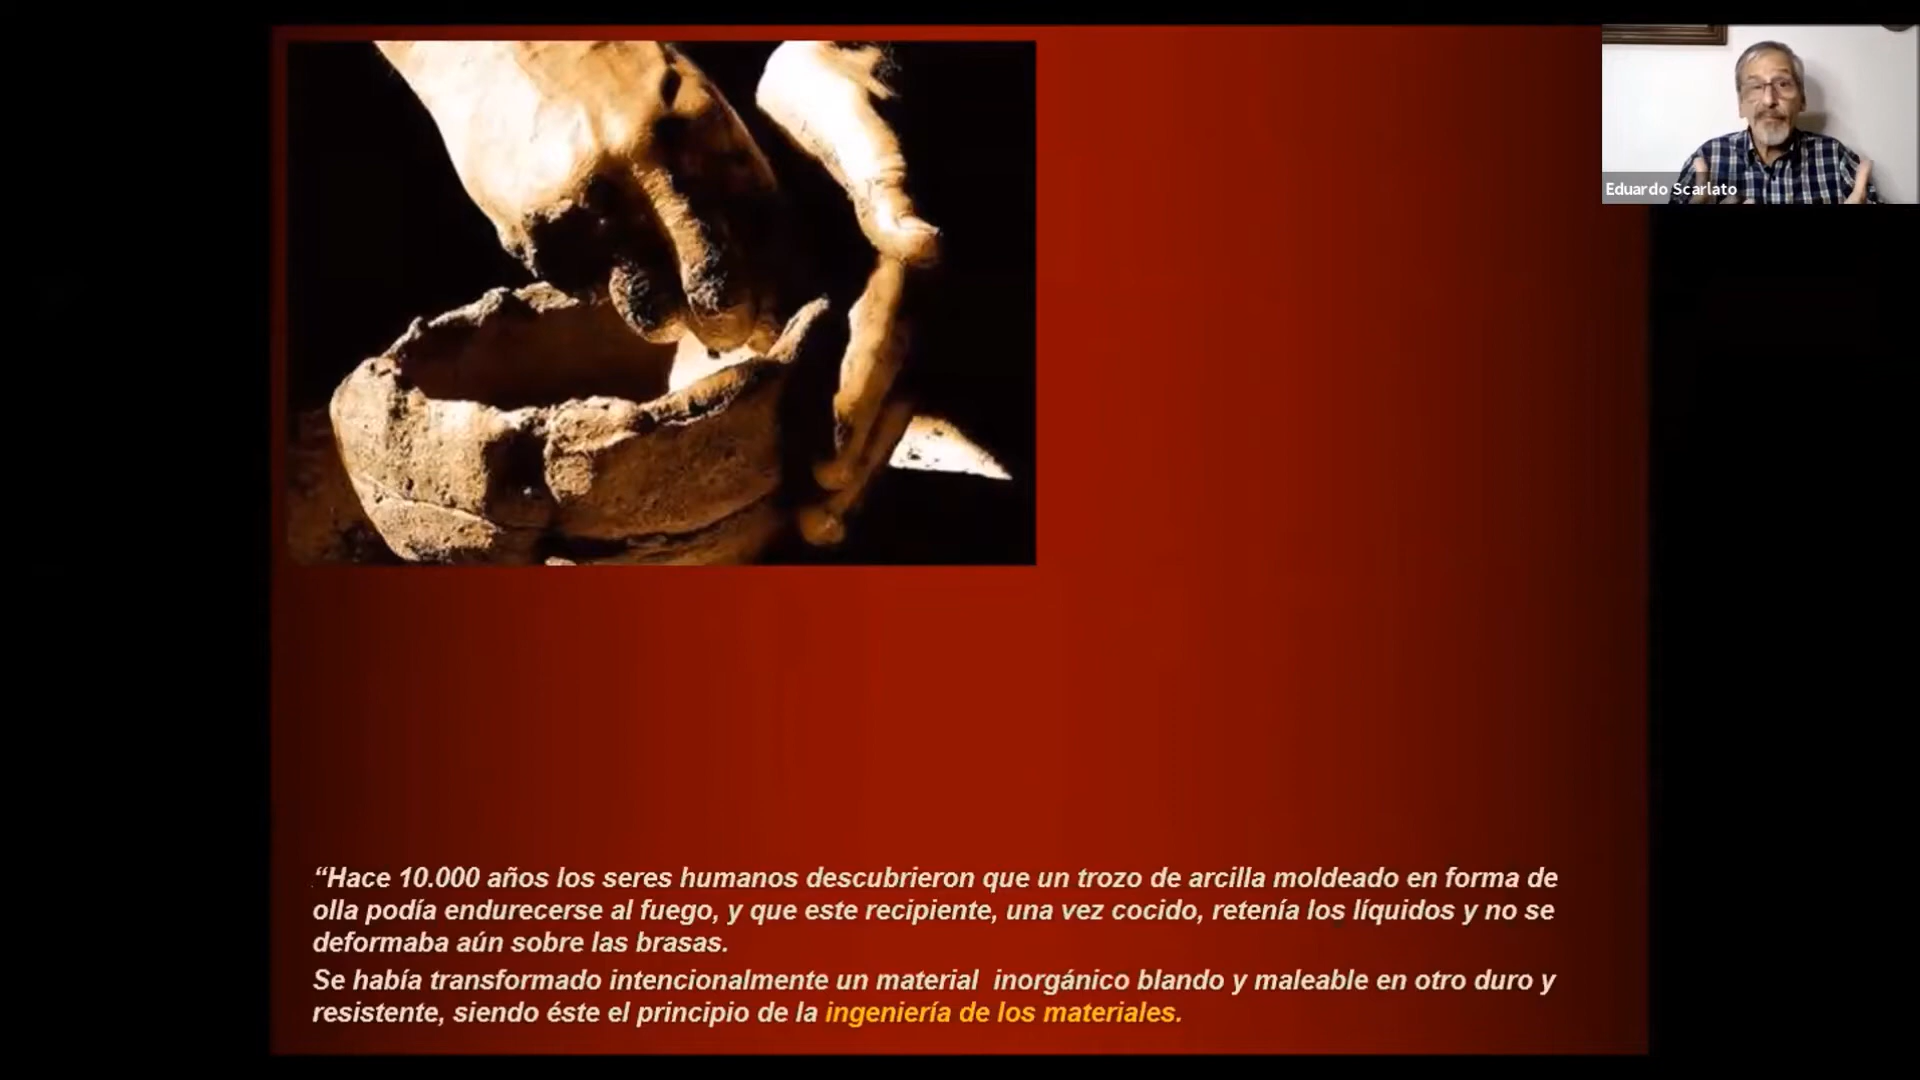 Eduardo Scarlato
“Hace 10.000 años los seres humanos descubrieron que un trozo de arcilla moldeado en forma de
olla podía endurecerse al fuego, y que este recipiente, una vez cocido, retenía los líquidos y no se
deformaba aún sobre las brasas.
Se había transformado intencionalmente un material inorgánico blando y maleable en otro duro y
resistente, siendo éste el principio de la ingeniería de los materiales.